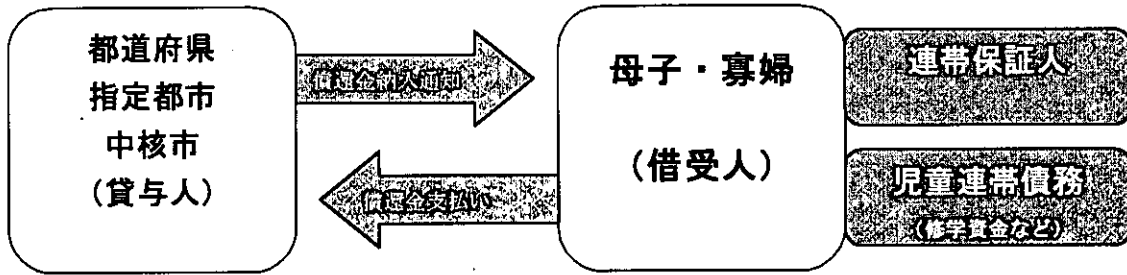 都道府県
指定都市
中核市
(貸与人)
償還金納入通知
償還金支払い
母子・寡婦
(借受人)
連帯保証人
児童連帯債務
(修学資金など)